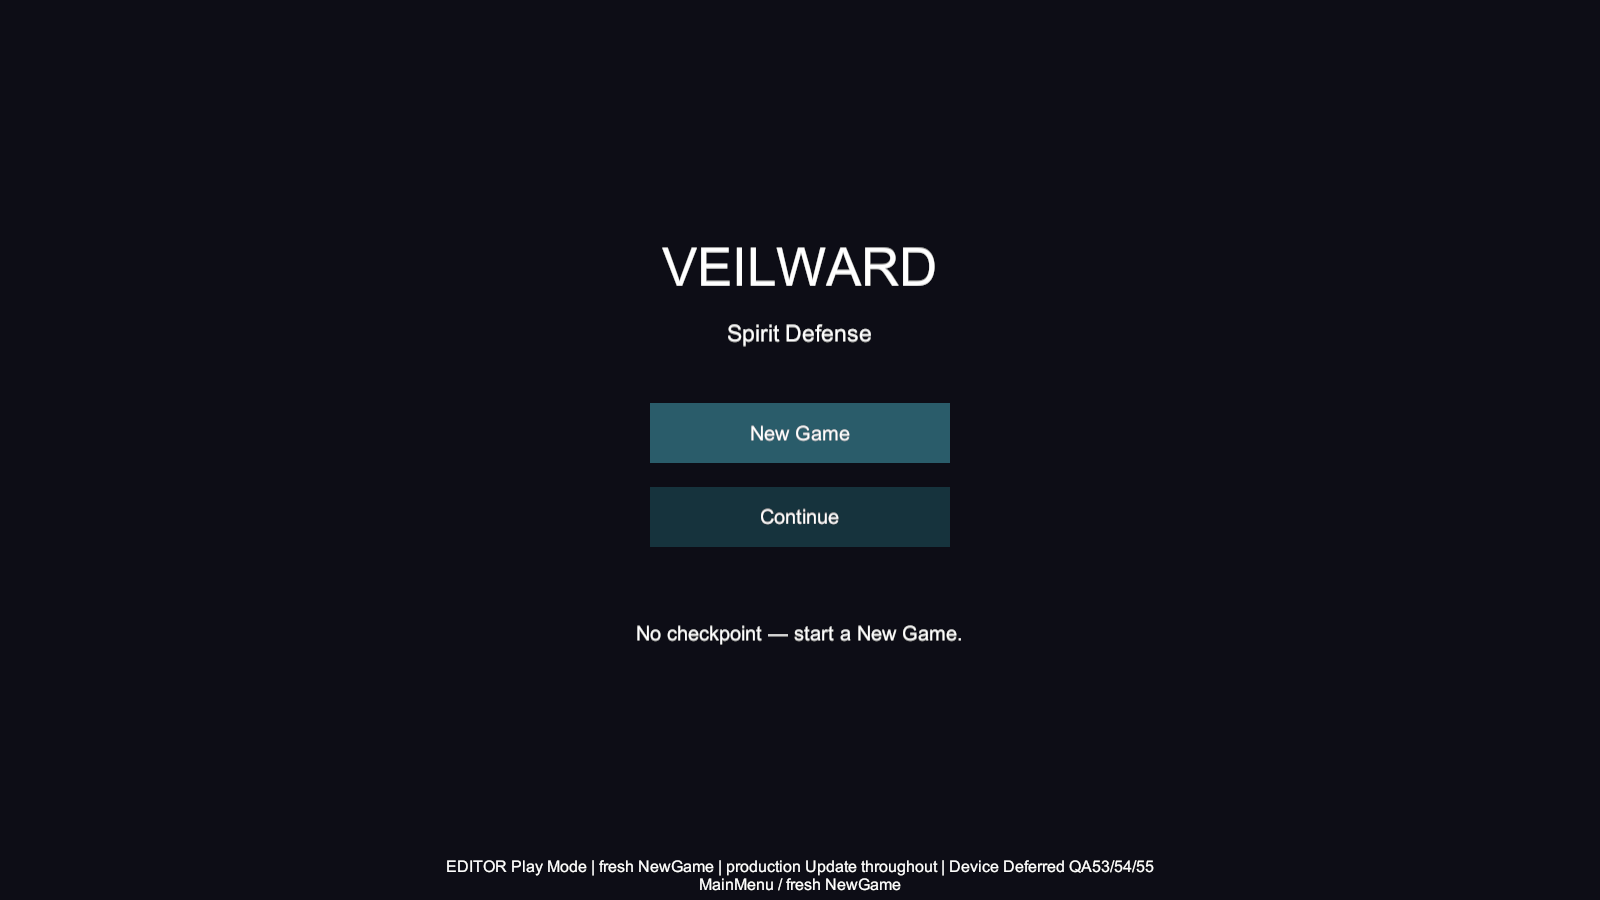 VEILWARD
Spirit Defense
New Game
Continue
No checkpoint — start a New Game.
EDITOR Play Mode | fresh NewGame | production Update throughout | Device Deferred QA53/54/55
MainMenu / fresh NewGame